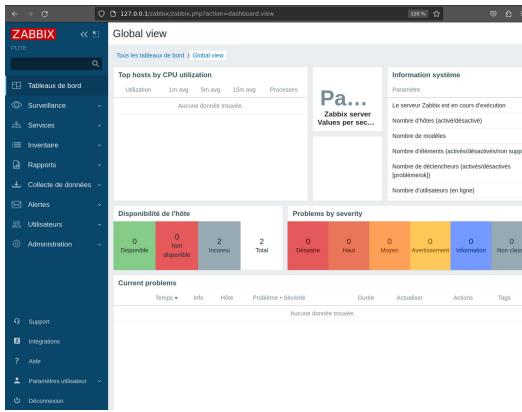 127.0.0.1/zabbix/zabbix.php?action=dashboard.view
120 %
ZABBIX
PUTE
Tableaux de bord
Surveillance
Services
Inventaire
Rapports
Collecte de données
Alertes
Utilisateurs
Administration
Support
Intégrations
Aide
Paramètres utilisateur
Déconnexion
Global view
Tous les tableaux de bord / Global view
Top hosts by CPU utilization
Utilization 1m avg 5m avg 15m avg Processes
Aucune donnée trouvée.
Pa...
Zabbix server
Values per sec...
Information système
Paramètre
Le serveur Zabbix est en cours d'exécution
Nombre d'hôtes (activé/désactivé)
Nombre de modèles
Nombre d'éléments (activés/désactivés/non supp
Nombre de déclencheurs (activés/désactivés
[problème/ok])
Nombre d'utilisateurs (en ligne)
Disponibilité de l'hôte
0 Disponible
0 Non disponible
2 Inconnu
2 Total
Problems by severity
0 Désastre
0 Haut
0 Moyen
0 Avertissement
0 Information
0 Non class
Current problems
Temps ▾ Info Hôte Problème • Sévérité Durée Actualiser Actions Tags
Aucune donnée trouvée.